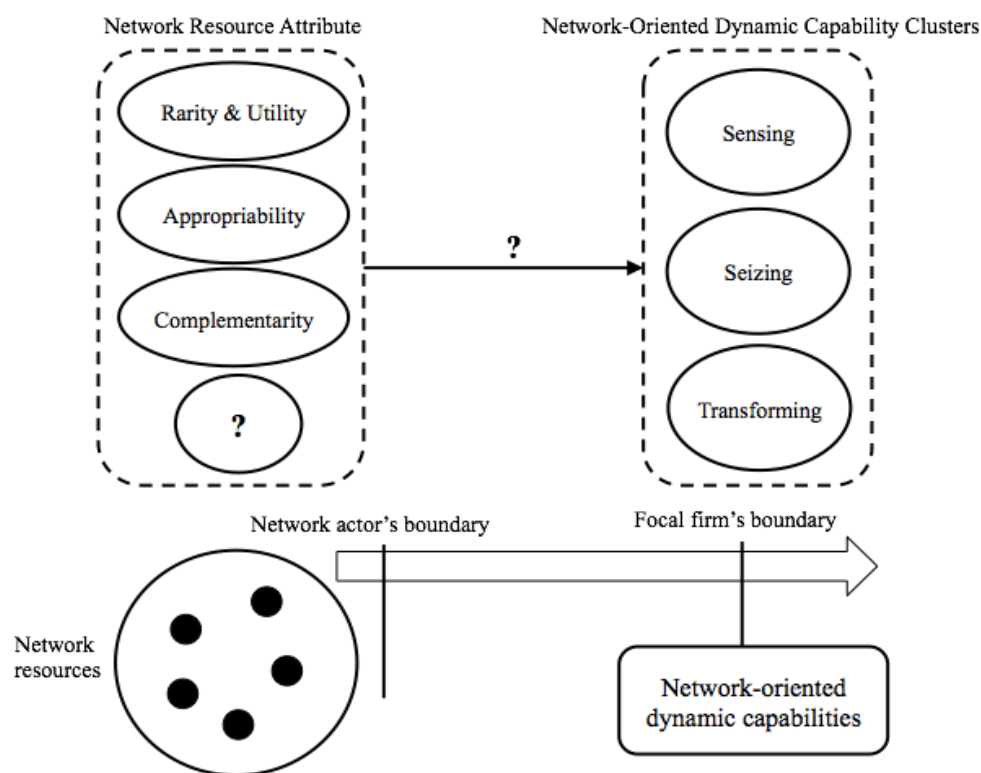 Network Resource Attribute
Network-Oriented Dynamic Capability Clusters
Rarity & Utility
Appropriability
Complementarity
?
?
Sensing
Seizing
Transforming
Network actor's boundary
Focal firm's boundary
Network
resources
Network-oriented
dynamic capabilities